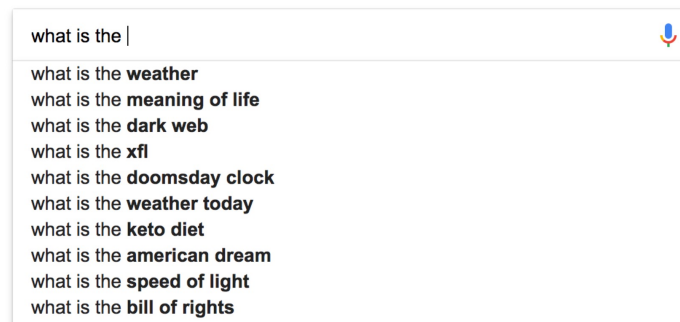 what is the
what is the weather
what is the meaning of life
what is the dark web
what is the xfl
what is the doomsday clock
what is the weather today
what is the keto diet
what is the american dream
what is the speed of light
what is the bill of rights